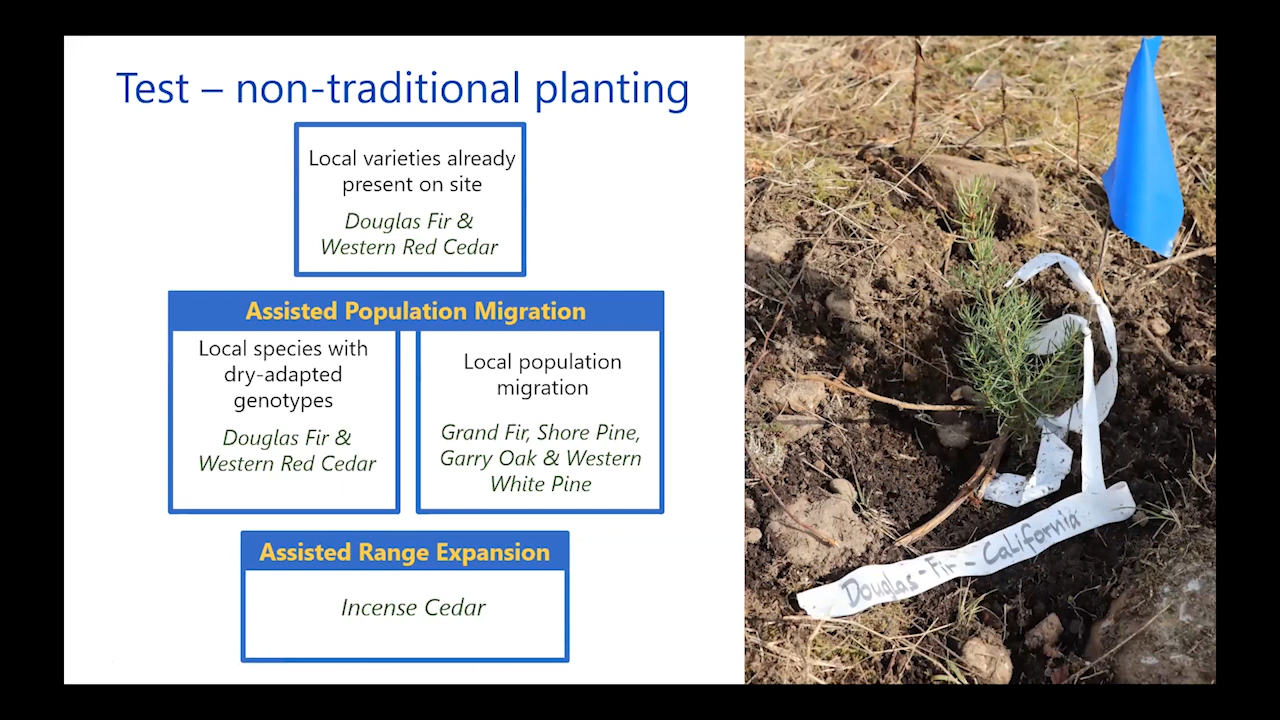 Test – non-traditional planting
Local varieties already
present on site
Douglas Fir &
Western Red Cedar
Assisted Population Migration
Local species with
dry-adapted
genotypes
Douglas Fir &
Western Red Cedar
Local population
migration
Grand Fir, Shore Pine,
Garry Oak & Western
White Pine
Assisted Range Expansion
Incense Cedar
Douglas-Fir - California